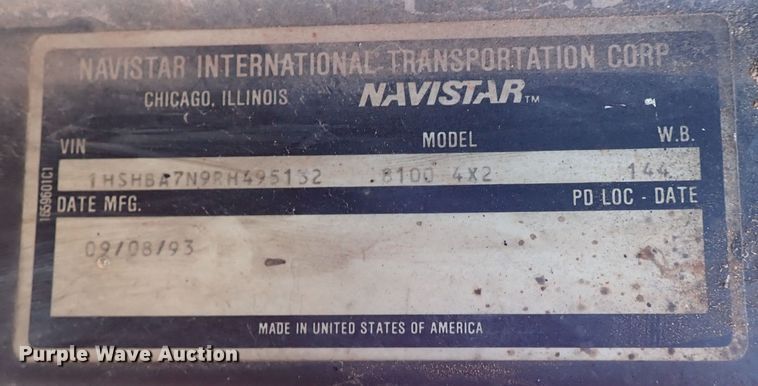 NAVISTAR INTERNATIONAL TRANSPORTATION CORP.
CHICAGO, ILLINOIS NAVISTAR™
VIN MODEL W.B.
1HSHBA7N9RH495132 8100 4X2 144
1659601C1
DATE MFG. PD LOC - DATE
09/08/93
MADE IN UNITED STATES OF AMERICA
Purple Wave Auction